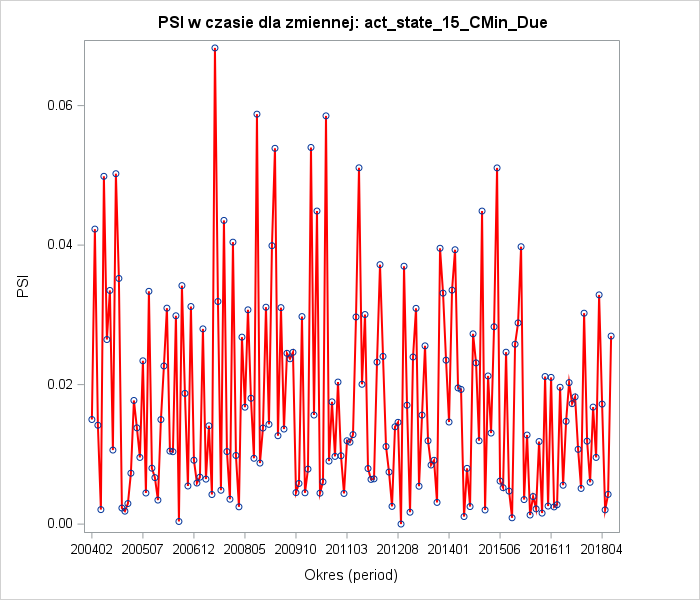 PSI w czasie dla zmiennej: act_state_15_CMin_Due
0.06
0.04
0.02
0.00
PSI
200402 200507 200612 200805 200910 201103 201208 201401 201506 201611 201804
Okres (period)